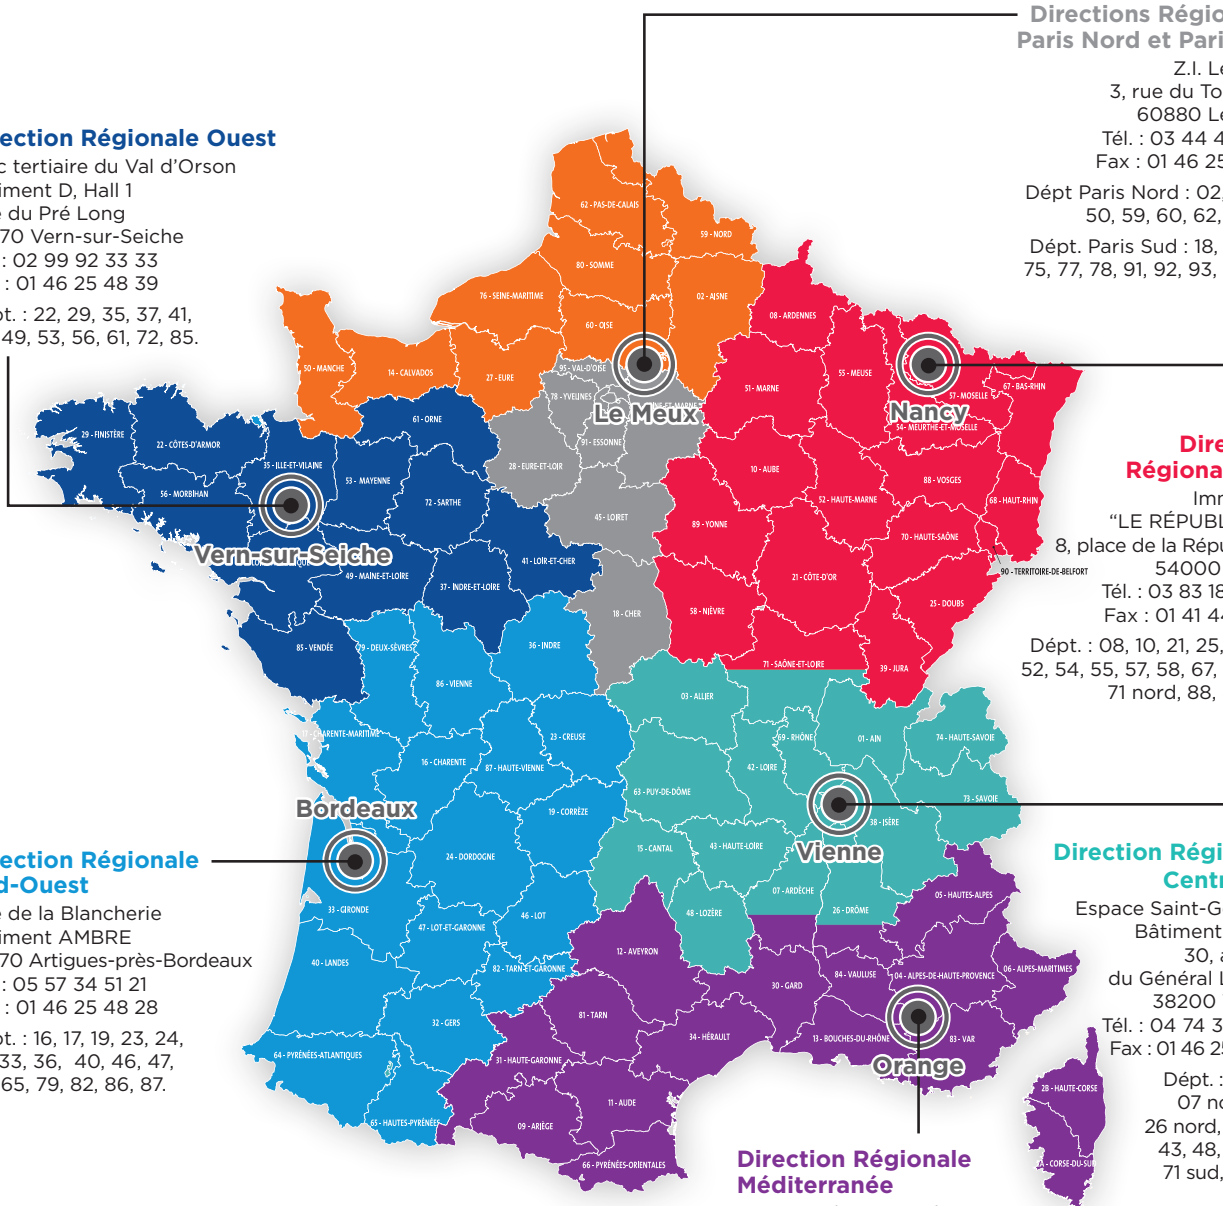 Directions Régio
Paris Nord et Pari
Z.I. Le
3, rue du To
60880 Le
Tél. : 03 44 4
Fax : 01 46 25
Dépt Paris Nord : 02,
50, 59, 60, 62,
Dépt. Paris Sud : 18,
75, 77, 78, 91, 92, 93,
ection Régionale Ouest
c tertiaire du Val d’Orson
iment D, Hall 1
e du Pré Long
70 Vern-sur-Seiche
: 02 99 92 33 33
: 01 46 25 48 39
pt. : 22, 29, 35, 37, 41,
49, 53, 56, 61, 72, 85.
62 - PAS-DE-CALAIS
59 - NORD
80 - SOMME
76 - SEINE-MARITIME
02 - AISNE
60 - OISE
08 - ARDENNES
50 - MANCHE
14 - CALVADOS
27 - EURE
95 - VAL-D'OISE
78 - YVELINES
NE-ET-MARNE
Le Meux
91 - ESSONNE
28 - EURE-ET-LOIR
45 - LOIRET
18 - CHER
51 - MARNE
55 - MEUSE
57 - MOSELLE
67 - BAS-RHIN
Nancy
54 - MEURTHE-ET-MOSELLE
10 - AUBE
52 - HAUTE-MARNE
88 - VOSGES
68 - HAUT-RHIN
89 - YONNE
70 - HAUTE-SAÔNE
90 - TERRITOIRE-DE-BELFORT
21 - CÔTE-D'OR
25 - DOUBS
58 - NIÈVRE
71 - SAÔNE-ET-LOIRE
39 - JURA
29 - FINISTÈRE
22 - CÔTES-D'ARMOR
35 - ILLE-ET-VILAINE
56 - MORBIHAN
61 - ORNE
53 - MAYENNE
72 - SARTHE
Vern-sur-Seiche
49 - MAINE-ET-LOIRE
41 - LOIR-ET-CHER
37 - INDRE-ET-LOIRE
85 - VENDÉE
79 - DEUX-SÈVRES
36 - INDRE
86 - VIENNE
17 - CHARENTE-MARITIME
16 - CHARENTE
87 - HAUTE-VIENNE
23 - CREUSE
Bordeaux
19 - CORRÈZE
24 - DORDOGNE
33 - GIRONDE
46 - LOT
47 - LOT-ET-GARONNE
40 - LANDES
82 - TARN-ET-GARONNE
32 - GERS
64 - PYRÉNÉES-ATLANTIQUES
65 - HAUTES-PYRÉNÉES
03 - ALLIER
69 - RHÔNE
01 - AIN
74 - HAUTE-SAVOIE
42 - LOIRE
63 - PUY-DE-DÔME
73 - SAVOIE
38 - ISÈRE
Vienne
15 - CANTAL
43 - HAUTE-LOIRE
07 - ARDÈCHE
26 - DRÔME
48 - LOZÈRE
05 - HAUTES-ALPES
12 - AVEYRON
30 - GARD
84 - VAULUSE
04 - ALPES-DE-HAUTE-PROVENCE
06 - ALPES-MARITIMES
81 - TARN
34 - HÉRAULT
13 - BOUCHES-DU-RHÔNE
83 - VAR
Orange
31 - HAUTE-GARONNE
11 - AUDE
09 - ARIÈGE
66 - PYRÉNÉES-ORIENTALES
2B - HAUTE-CORSE
A - CORSE-DU-SUD
Dire
Régiona
Imm
“LE RÉPUBL
8, place de la Répu
54000
Tél. : 03 83 18
Fax : 01 41 44
Dépt. : 08, 10, 21, 25,
52, 54, 55, 57, 58, 67,
71 nord, 88,
ection Régionale
d-Ouest
e de la Blancherie
iment AMBRE
70 Artigues-près-Bordeaux
: 05 57 34 51 21
: 01 46 25 48 28
pt. : 16, 17, 19, 23, 24,
33, 36, 40, 46, 47,
65, 79, 82, 86, 87.
Direction Régi
Centr
Espace Saint-G
Bâtiment
30, a
du Général L
38200
Tél. : 04 74 3
Fax : 01 46 25
Dépt. :
07 no
26 nord,
43, 48,
71 sud,
Direction Régionale
Méditerranée